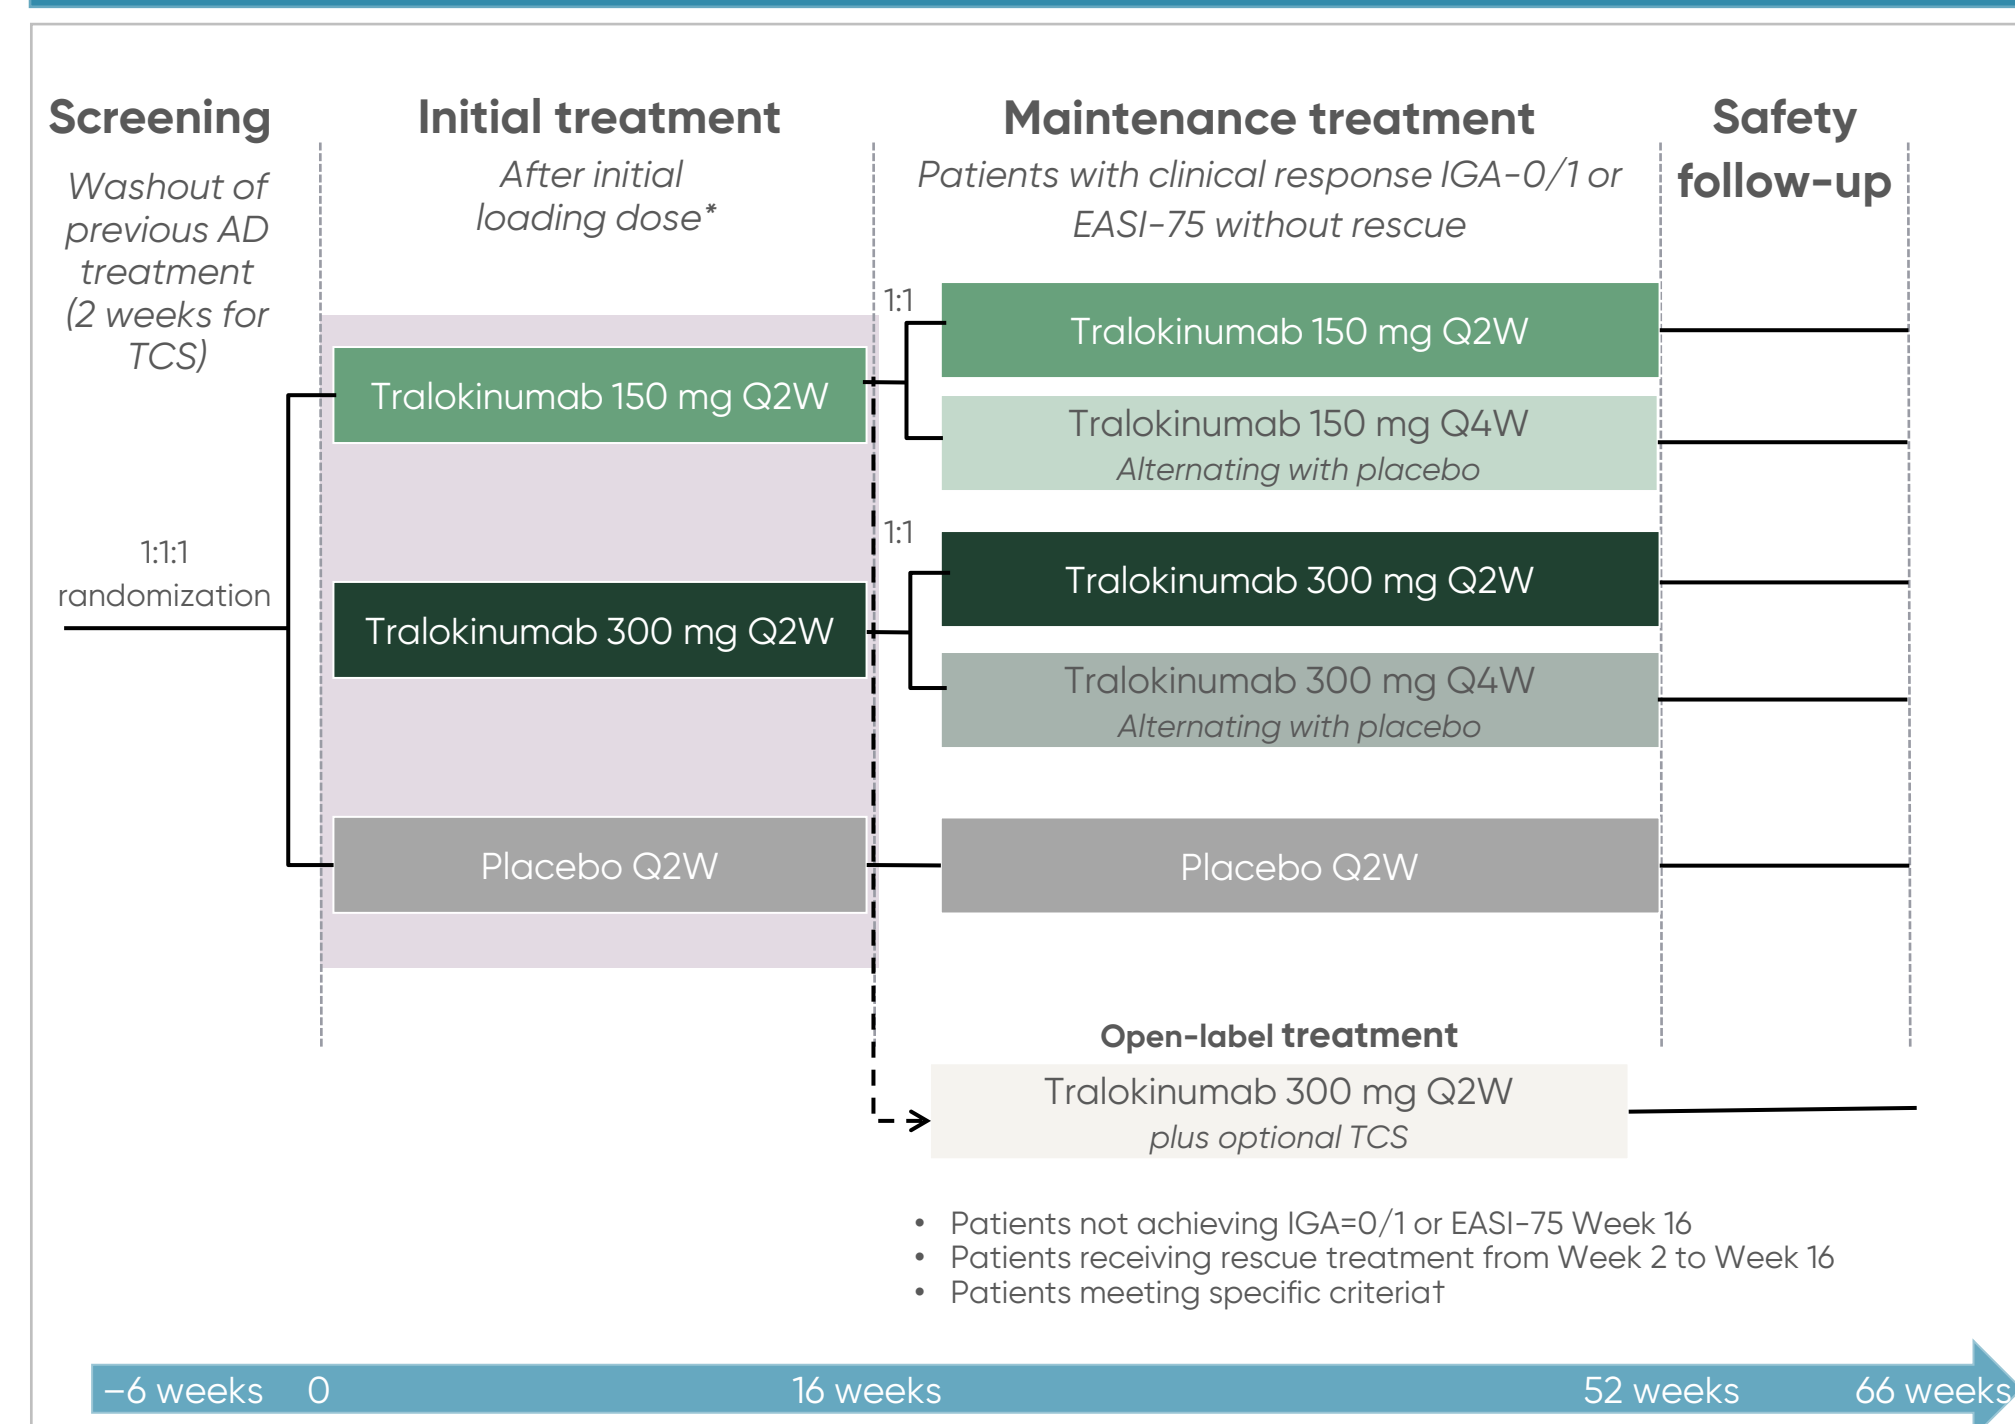 Screening
Washout of
previous AD
treatment
(2 weeks for
TCS)
1:1:1
randomization
Initial treatment
After initial
loading dose*
Tralokinumab 150 mg Q2W
Tralokinumab 300 mg Q2W
Placebo Q2W
Maintenance treatment
Patients with clinical response IGA-0/1 or
EASI-75 without rescue
1:1
Tralokinumab 150 mg Q2W
Tralokinumab 150 mg Q4W
Alternating with placebo
1:1
Tralokinumab 300 mg Q2W
Tralokinumab 300 mg Q4W
Alternating with placebo
Placebo Q2W
Safety
follow-up
Open-label treatment
Tralokinumab 300 mg Q2W
plus optional TCS
• Patients not achieving IGA=0/1 or EASI-75 Week 16
• Patients receiving rescue treatment from Week 2 to Week 16
• Patients meeting specific criteria†
−6 weeks 0 16 weeks 52 weeks 66 weeks